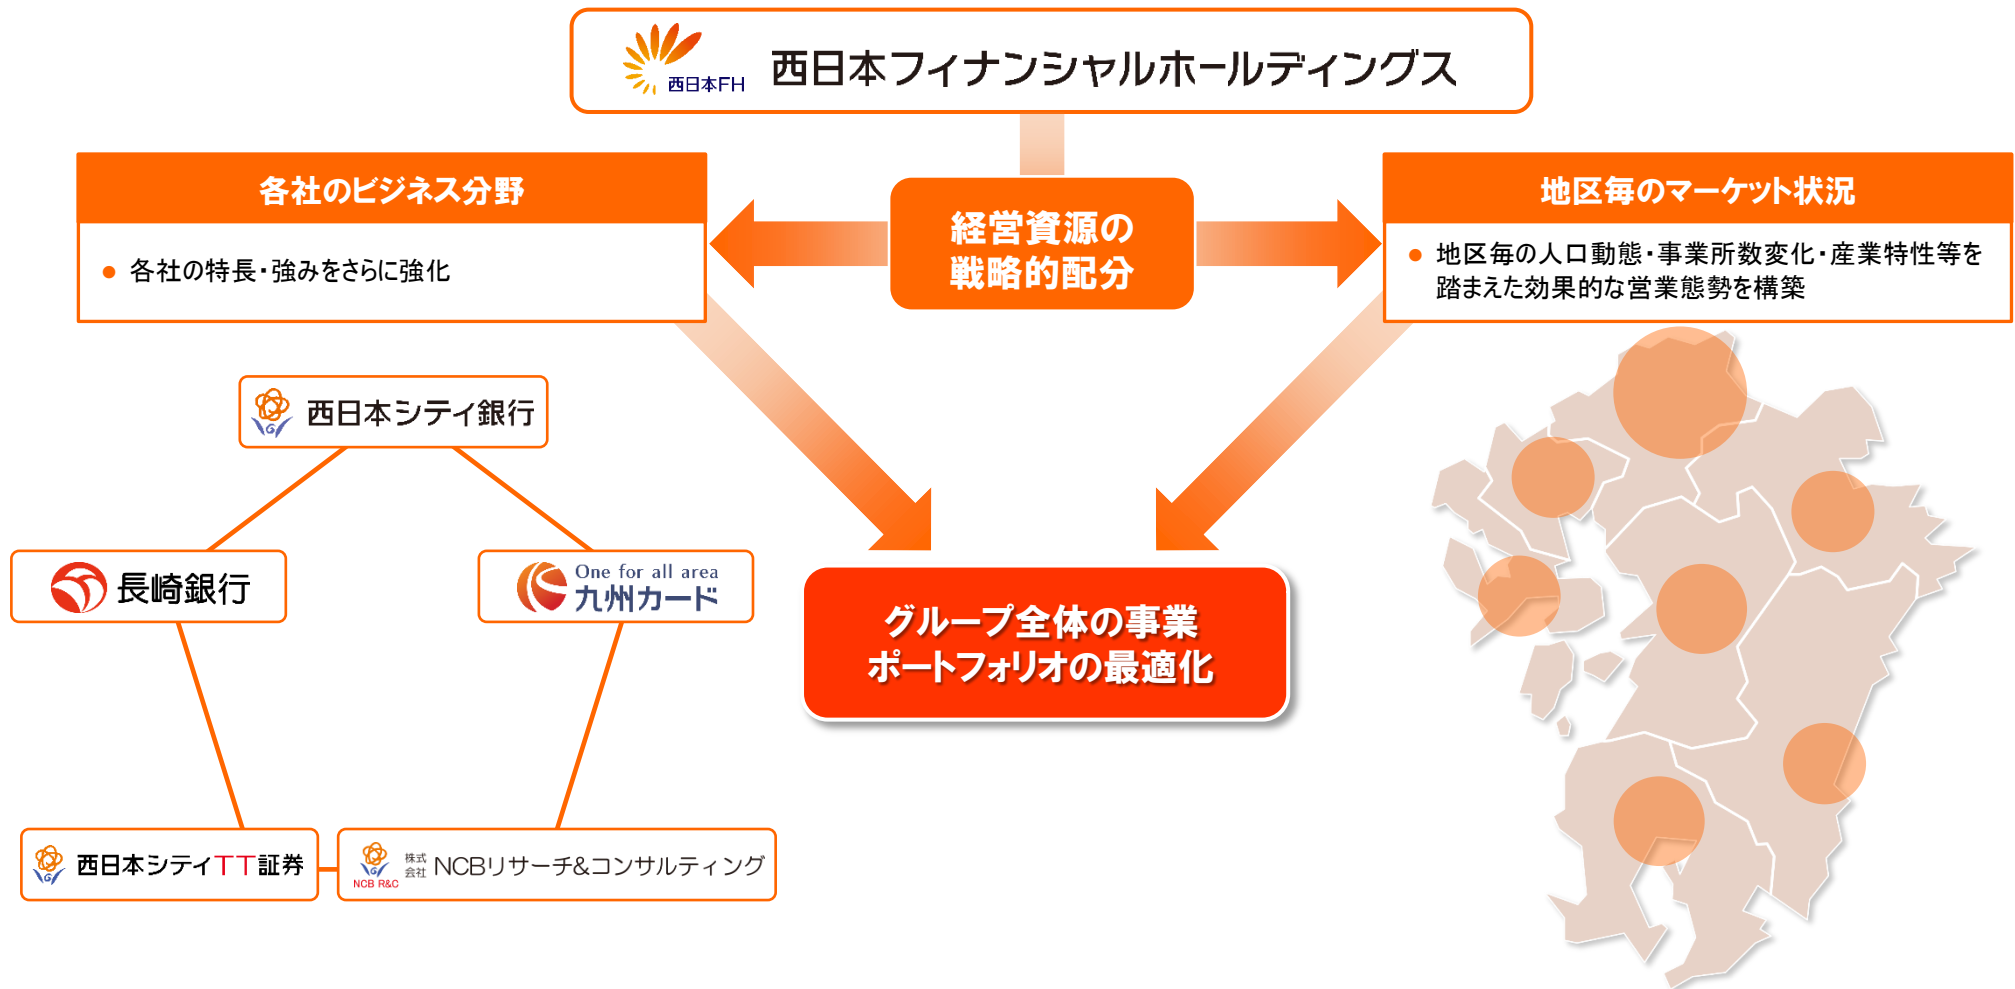 西日本FH
西日本フィナンシャルホールディングス
各社のビジネス分野
● 各社の特長・強みをさらに強化
経営資源の
戦略的配分
地区毎のマーケット状況
● 地区毎の人口動態・事業所数変化・産業特性等を
踏まえた効果的な営業態勢を構築
西日本シティ銀行
長崎銀行
One for all area
九州カード
西日本シティTT証券
NCB R&C
株式
会社
NCBリサーチ&コンサルティング
グループ全体の事業
ポートフォリオの最適化